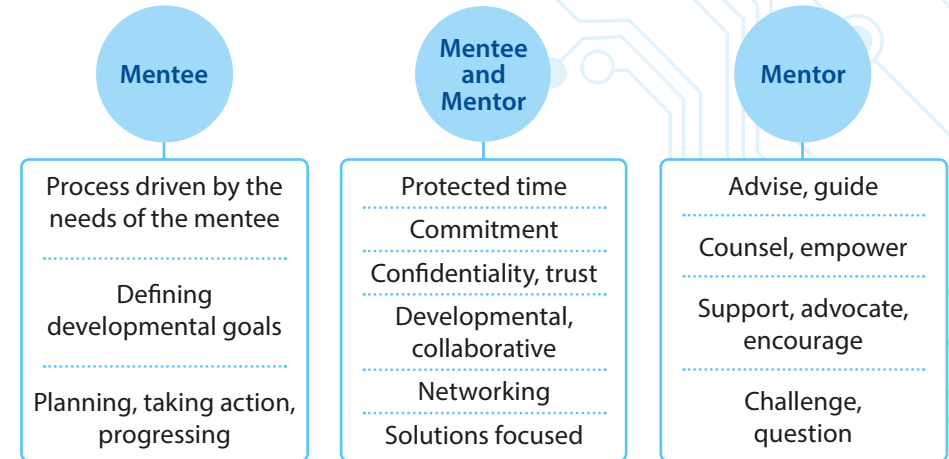 Mentee
Process driven by the
needs of the mentee
Defining
developmental goals
Planning, taking action,
progressing
Mentee
and
Mentor
Protected time
Commitment
Confidentiality, trust
Developmental,
collaborative
Networking
Solutions focused
Mentor
Advise, guide
Counsel, empower
Support, advocate,
encourage
Challenge,
question